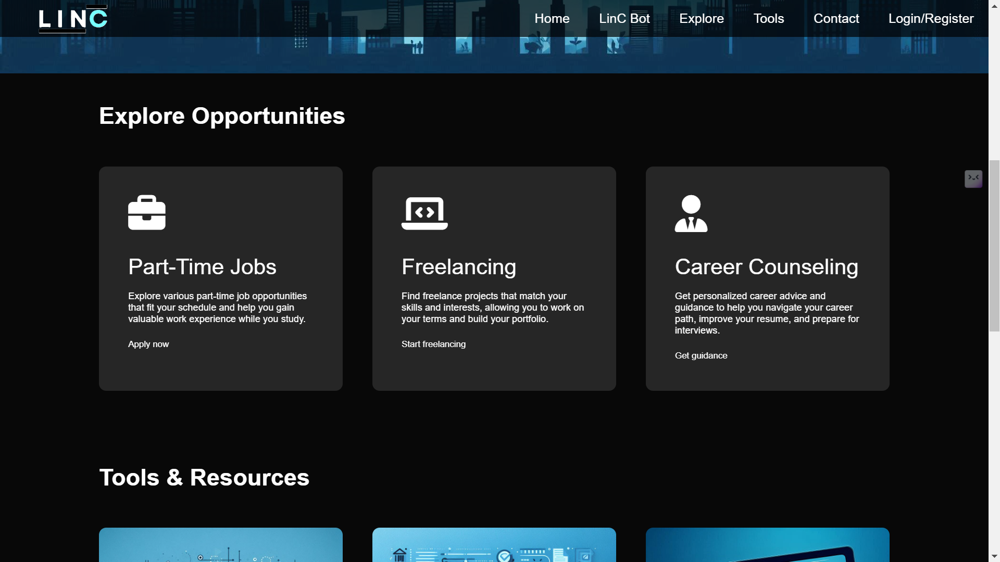 LINC
Home LinC Bot Explore Tools Contact Login/Register
Explore Opportunities
Part-Time Jobs
Explore various part-time job opportunities
that fit your schedule and help you gain
valuable work experience while you study.
Apply now
Freelancing
Find freelance projects that match your
skills and interests, allowing you to work on
your terms and build your portfolio.
Start freelancing
Career Counseling
Get personalized career advice and
guidance to help you navigate your career
path, improve your resume, and prepare for
interviews.
Get guidance
Tools & Resources